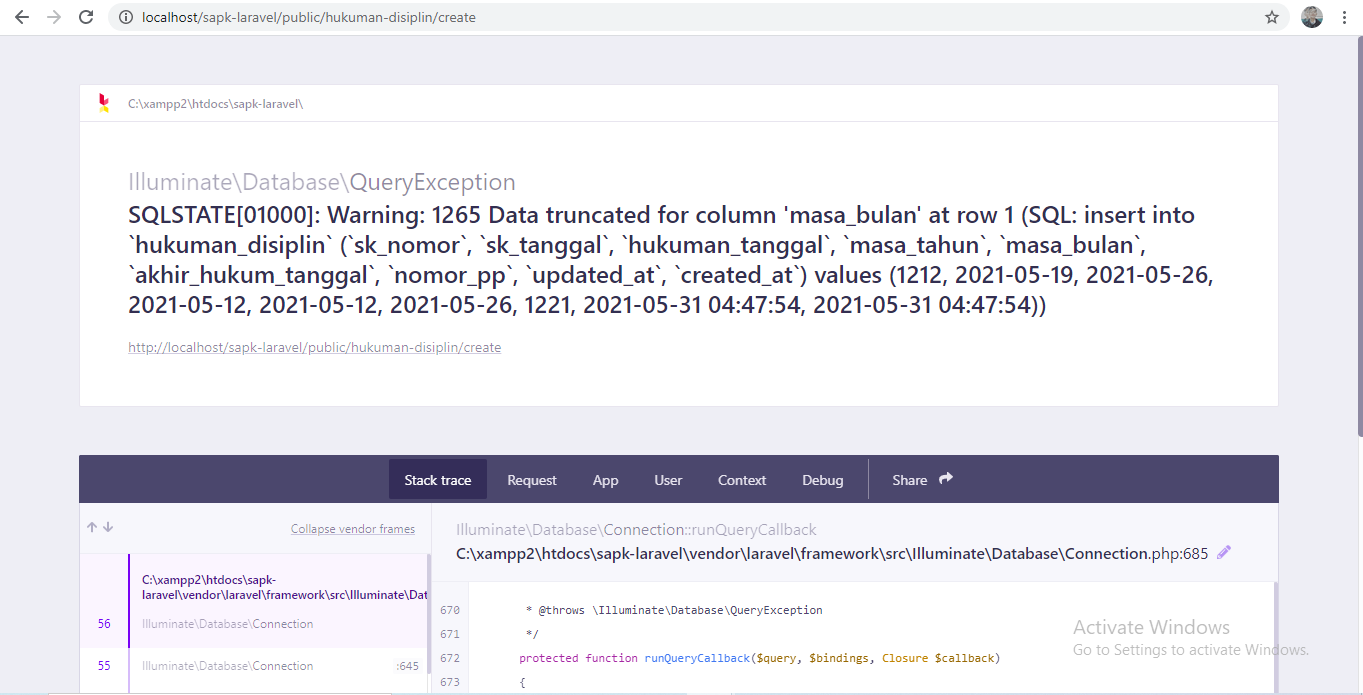 localhost/sapk-laravel/public/hukuman-disiplin/create
C:\xampp2\htdocs\sapk-laravel\
Illuminate\Database\QueryException
SQLSTATE[01000]: Warning: 1265 Data truncated for column 'masa_bulan' at row 1 (SQL: insert into
`hukuman_disiplin` (`sk_nomor`, `sk_tanggal`, `hukuman_tanggal`, `masa_tahun`, `masa_bulan`,
`akhir_hukum_tanggal`, `nomor_pp`, `updated_at`, `created_at`) values (1212, 2021-05-19, 2021-05-26,
2021-05-12, 2021-05-12, 2021-05-26, 1221, 2021-05-31 04:47:54, 2021-05-31 04:47:54))
http://localhost/sapk-laravel/public/hukuman-disiplin/create
Stack trace Request App User Context Debug Share
Collapse vendor frames
C:\xampp2\htdocs\sapk-
laravel\vendor\laravel\framework\src\Illuminate\Dat
56 Illuminate\Database\Connection
55 Illuminate\Database\Connection :645
Illuminate\Database\Connection::runQueryCallback
C:\xampp2\htdocs\sapk-laravel\vendor\laravel\framework\src\Illuminate\Database\Connection.php:685
670 * @throws \Illuminate\Database\QueryException
671 */
672 protected function runQueryCallback($query, $bindings, Closure $callback)
673 {
Activate Windows
Go to Settings to activate Windows.